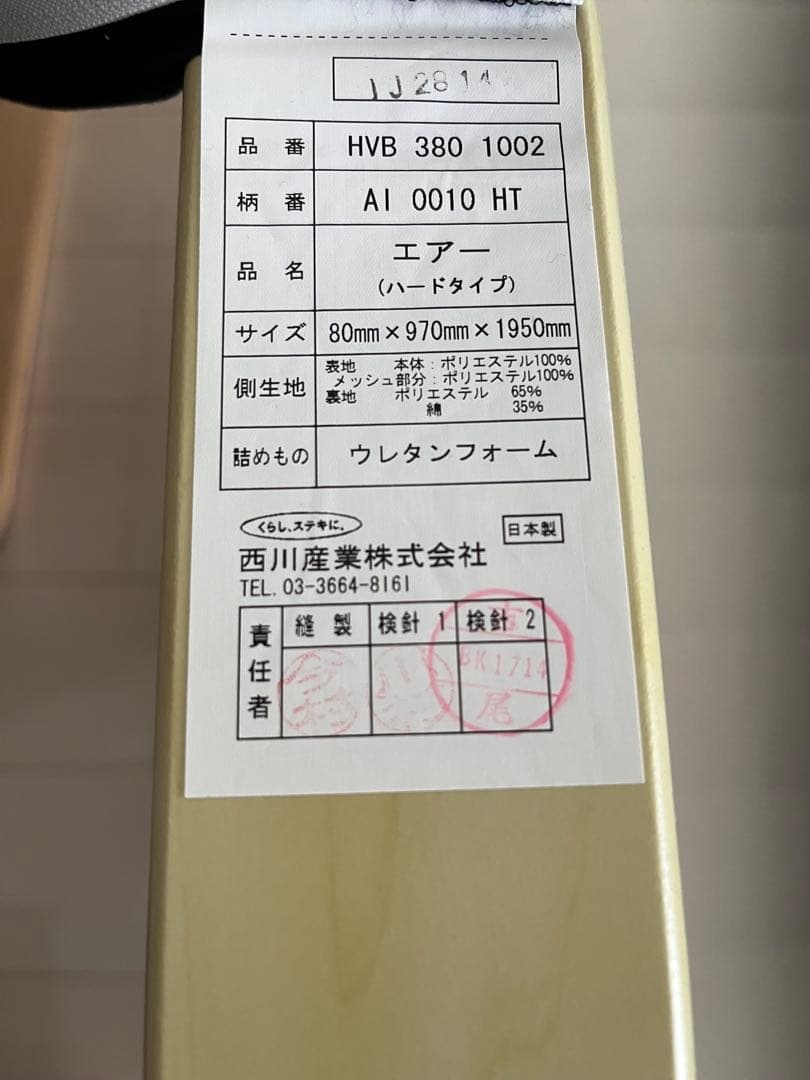 JJ2814
品番 HVB 380 1002
柄番 AI 0010 HT
品名 エアー
(ハードタイプ)
サイズ 80mm×970mm×1950mm
側生地 表地 本体:ポリエステル100%
メッシュ部分:ポリエステル100%
裏地 ポリエステル 65%
綿 35%
詰めもの ウレタンフォーム
くらし、ステキに。
日本製
西川産業株式会社
TEL. 03-3664-8161
責任者 縫製 検針 1 検針 2
BK1714
尾